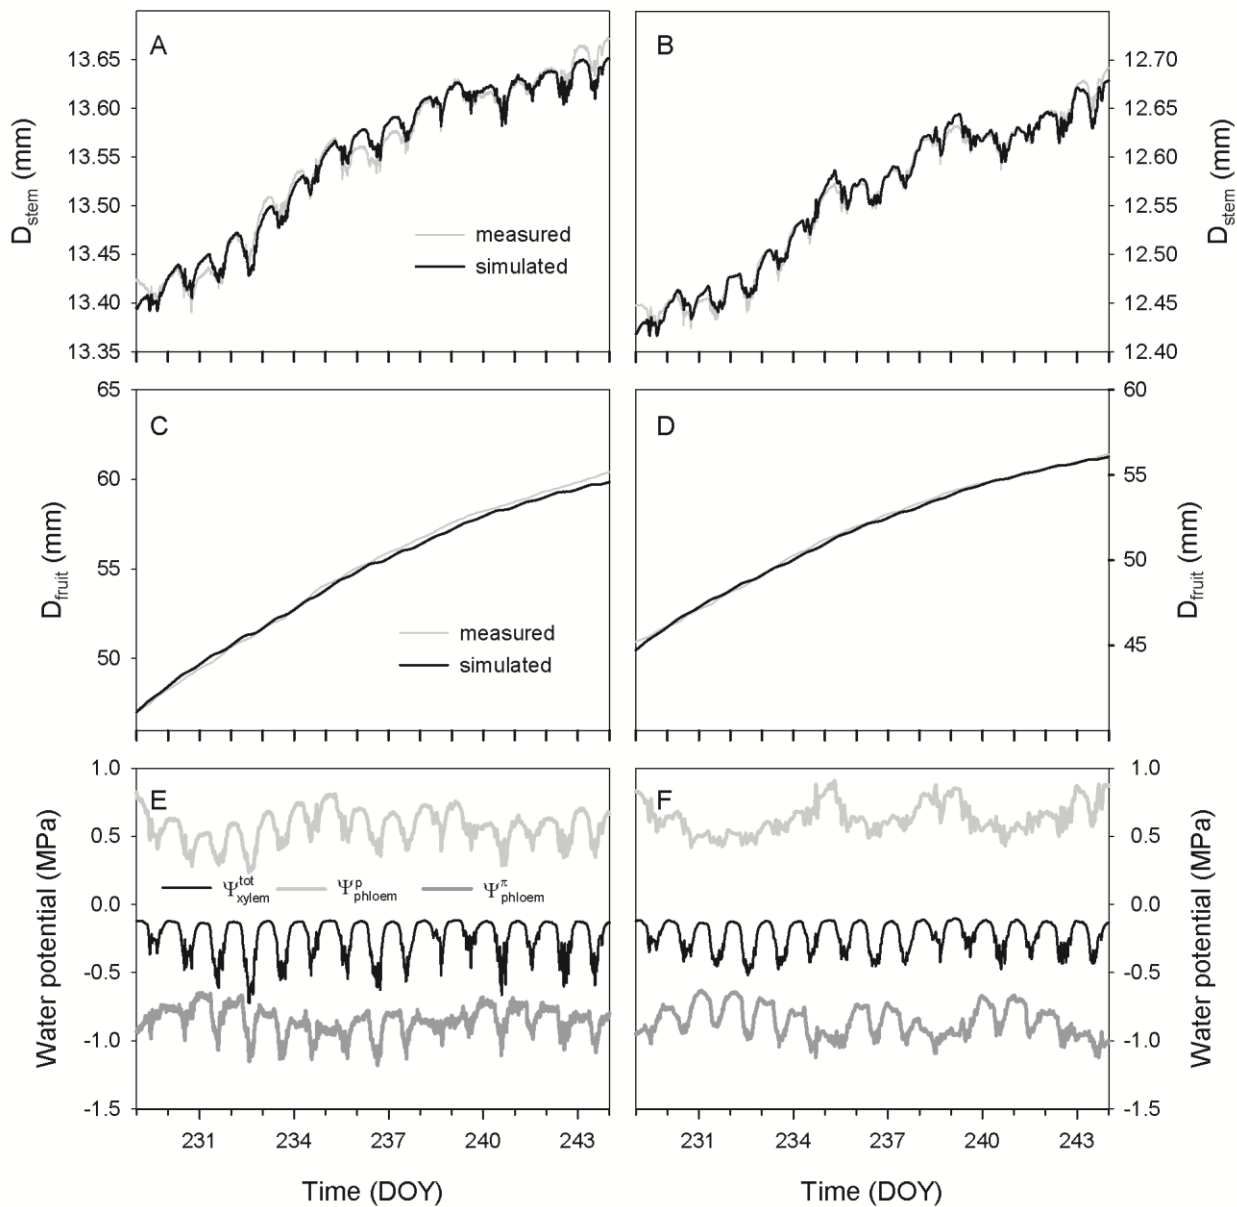 A
B
13.65
13.60
13.55
13.50
13.45
13.40
13.35
D_stem (mm)
measured
simulated
12.70
12.65
12.60
12.55
12.50
12.45
12.40
D_stem (mm)
C
D
65
60
55
50
D_fruit (mm)
measured
simulated
60
55
50
45
D_fruit (mm)
E
F
1.0
0.5
0.0
-0.5
-1.0
-1.5
Water potential (MPa)
Ψ^tot_xylem Ψ^p_phloem Ψ^π_phloem
1.0
0.5
0.0
-0.5
-1.0
-1.5
Water potential (MPa)
231 234 237 240 243
231 234 237 240 243
Time (DOY)
Time (DOY)